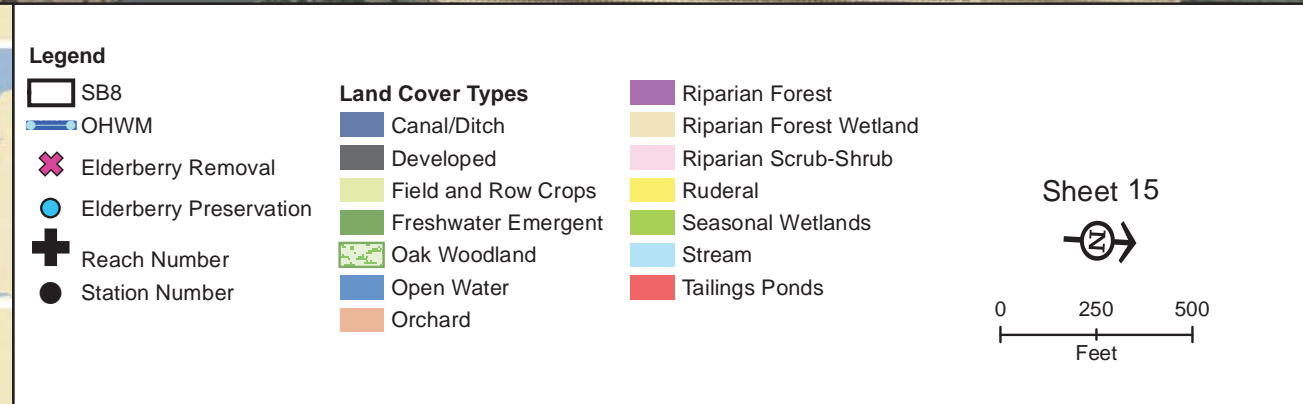 Legend
SB8
OHWM
Elderberry Removal
Elderberry Preservation
Reach Number
Station Number
Land Cover Types
Canal/Ditch
Developed
Field and Row Crops
Freshwater Emergent
Oak Woodland
Open Water
Orchard
Riparian Forest
Riparian Forest Wetland
Riparian Scrub-Shrub
Ruderal
Seasonal Wetlands
Stream
Tailings Ponds
Sheet 15
N
0 250 500
Feet